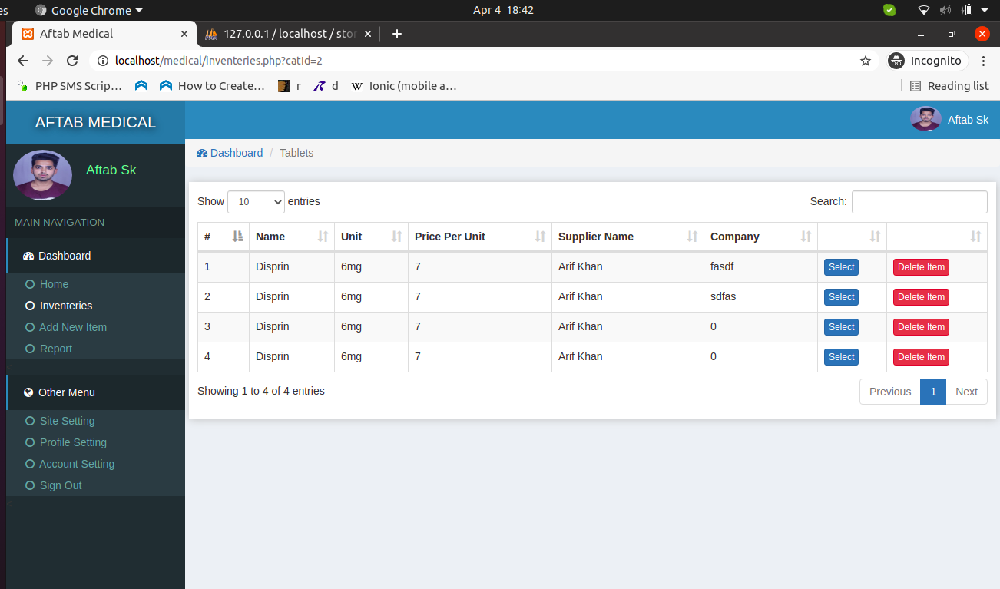 es Google Chrome Apr 4 18:42
Aftab Medical 127.0.0.1 / localhost / stor
localhost/medical/inventeries.php?catId=2 Incognito
PHP SMS Scrip... How to Create... r d W Ionic (mobile a... Reading list
AFTAB MEDICAL Aftab Sk
Aftab Sk
MAIN NAVIGATION
Dashboard
Home
Inventeries
Add New Item
Report
Other Menu
Site Setting
Profile Setting
Account Setting
Sign Out
Dashboard / Tablets
Show 10 entries Search:
# Name Unit Price Per Unit Supplier Name Company
1 Disprin 6mg 7 Arif Khan fasdf Select Delete Item
2 Disprin 6mg 7 Arif Khan sdfas Select Delete Item
3 Disprin 6mg 7 Arif Khan 0 Select Delete Item
4 Disprin 6mg 7 Arif Khan 0 Select Delete Item
Showing 1 to 4 of 4 entries Previous 1 Next